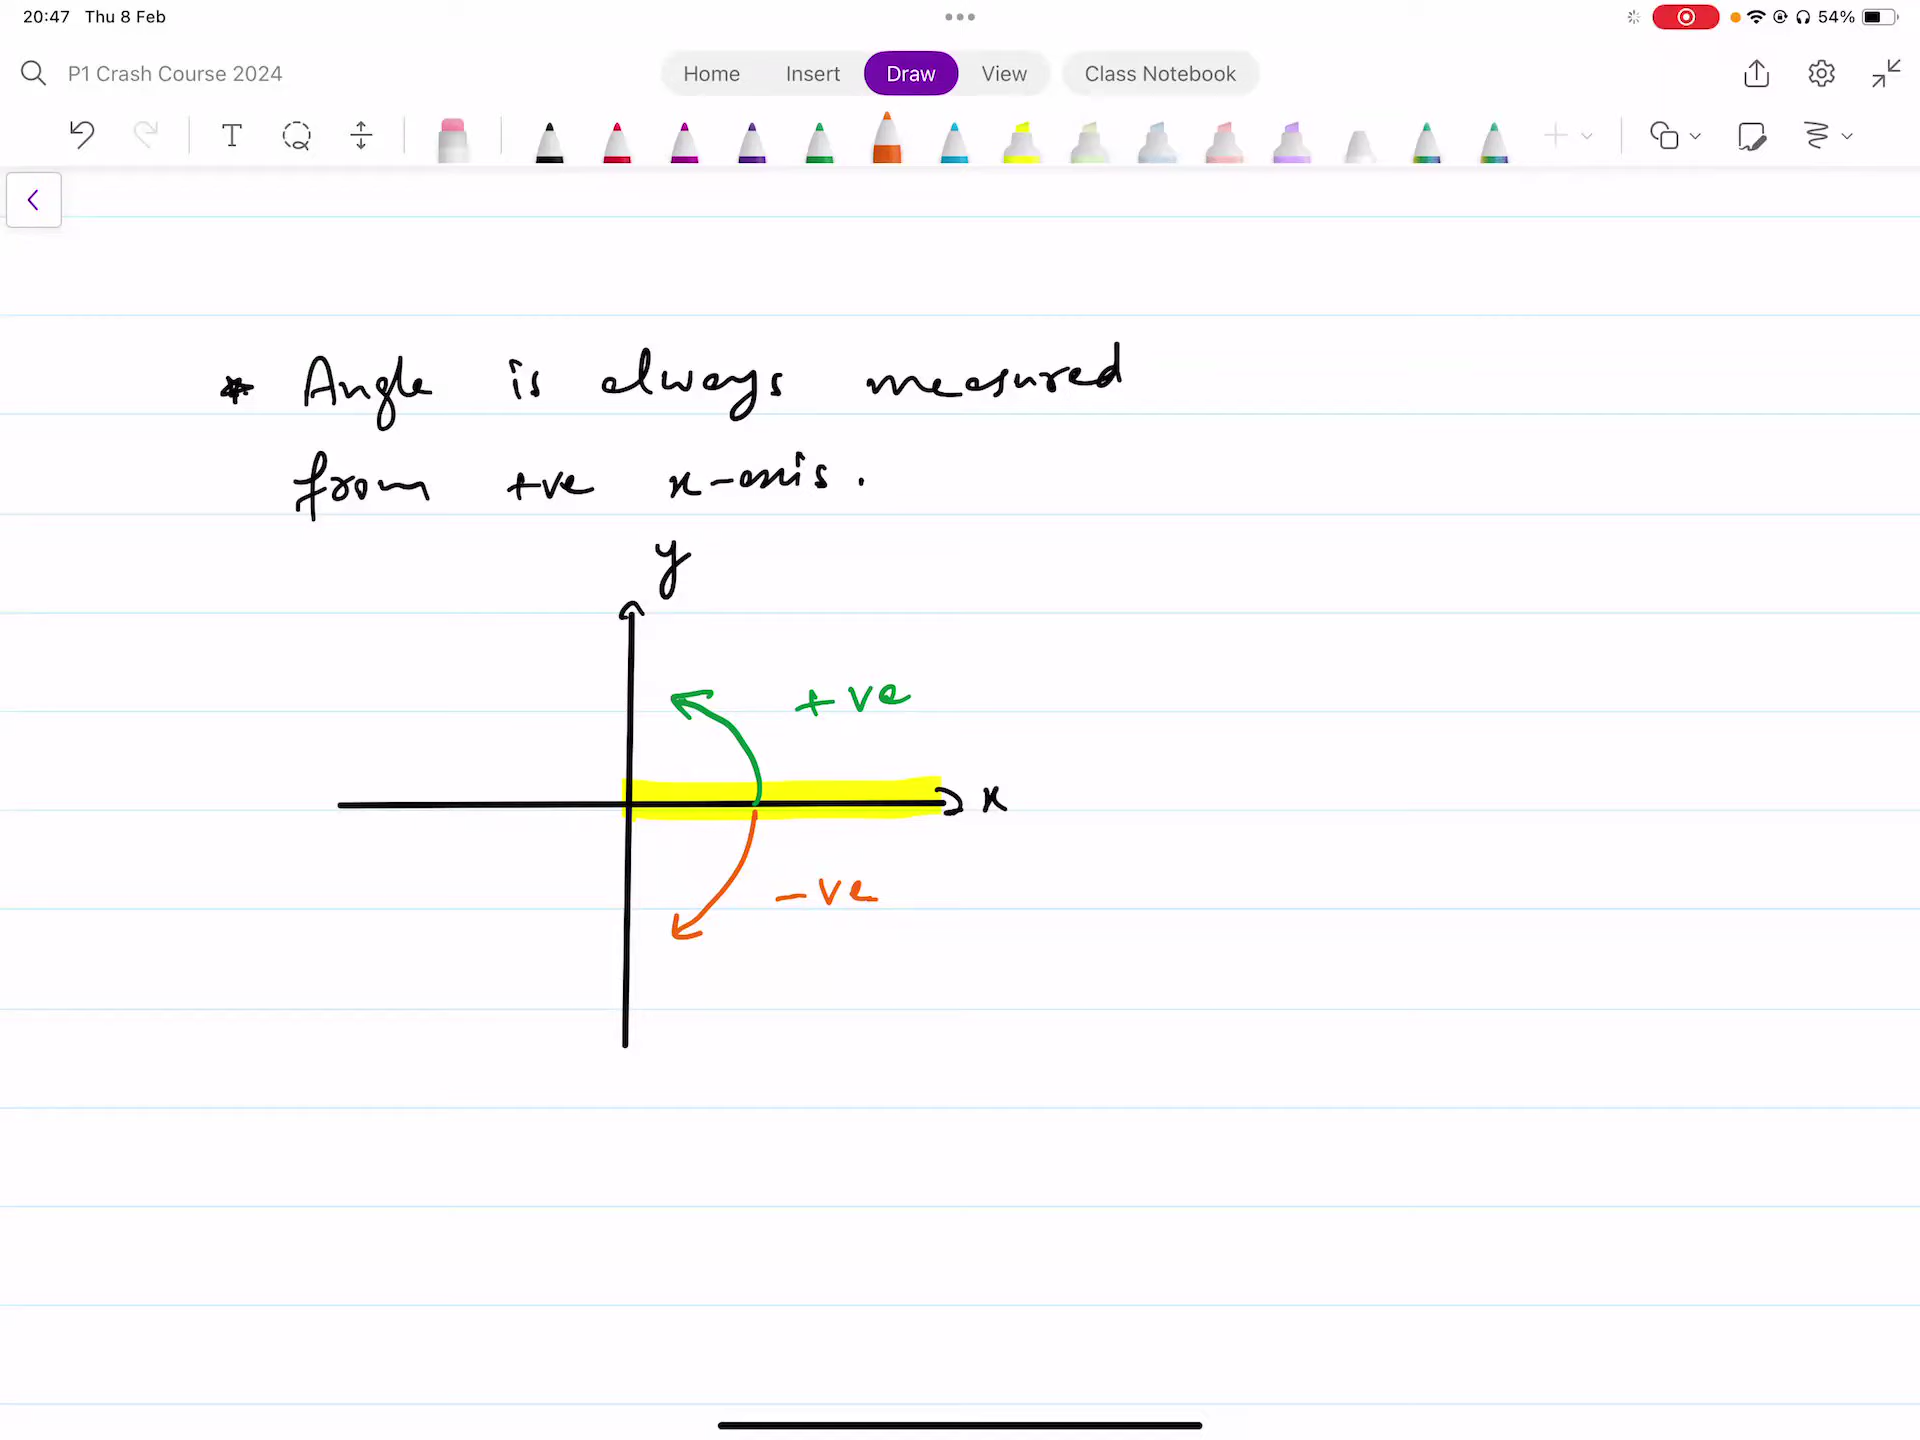 20:47 Thu 8 Feb
54%
P1 Crash Course 2024
Home Insert Draw View Class Notebook
T
* Angle is always measured
from +ve x-axis.
y
+ve
x
-ve